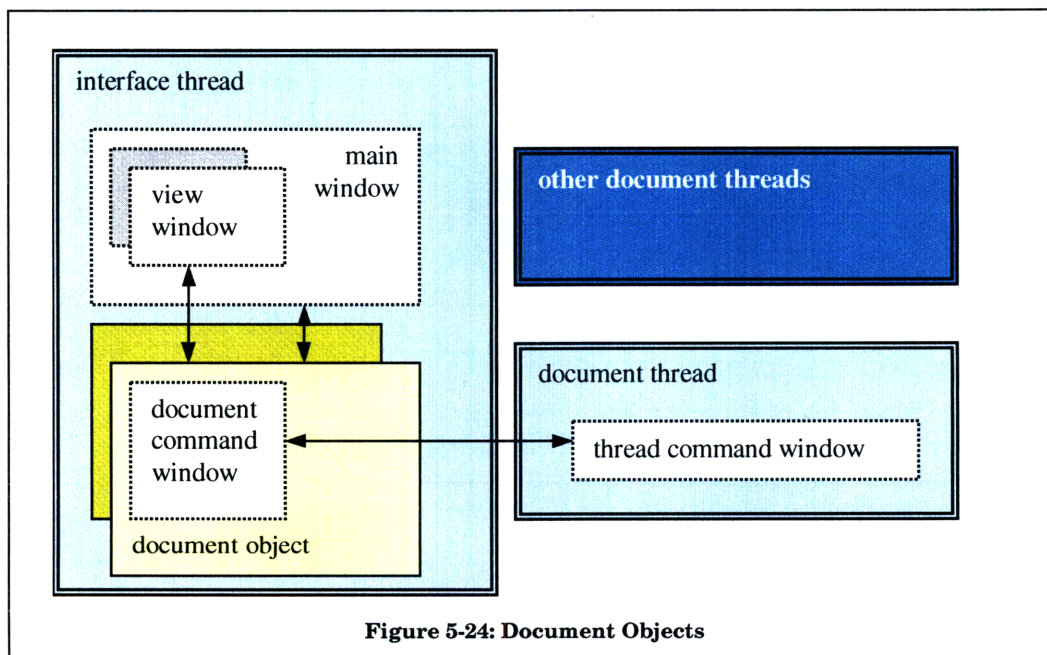 interface thread
main
window
view
window
other document threads
document thread
document
command
window
thread command window
document object
Figure 5-24: Document Objects